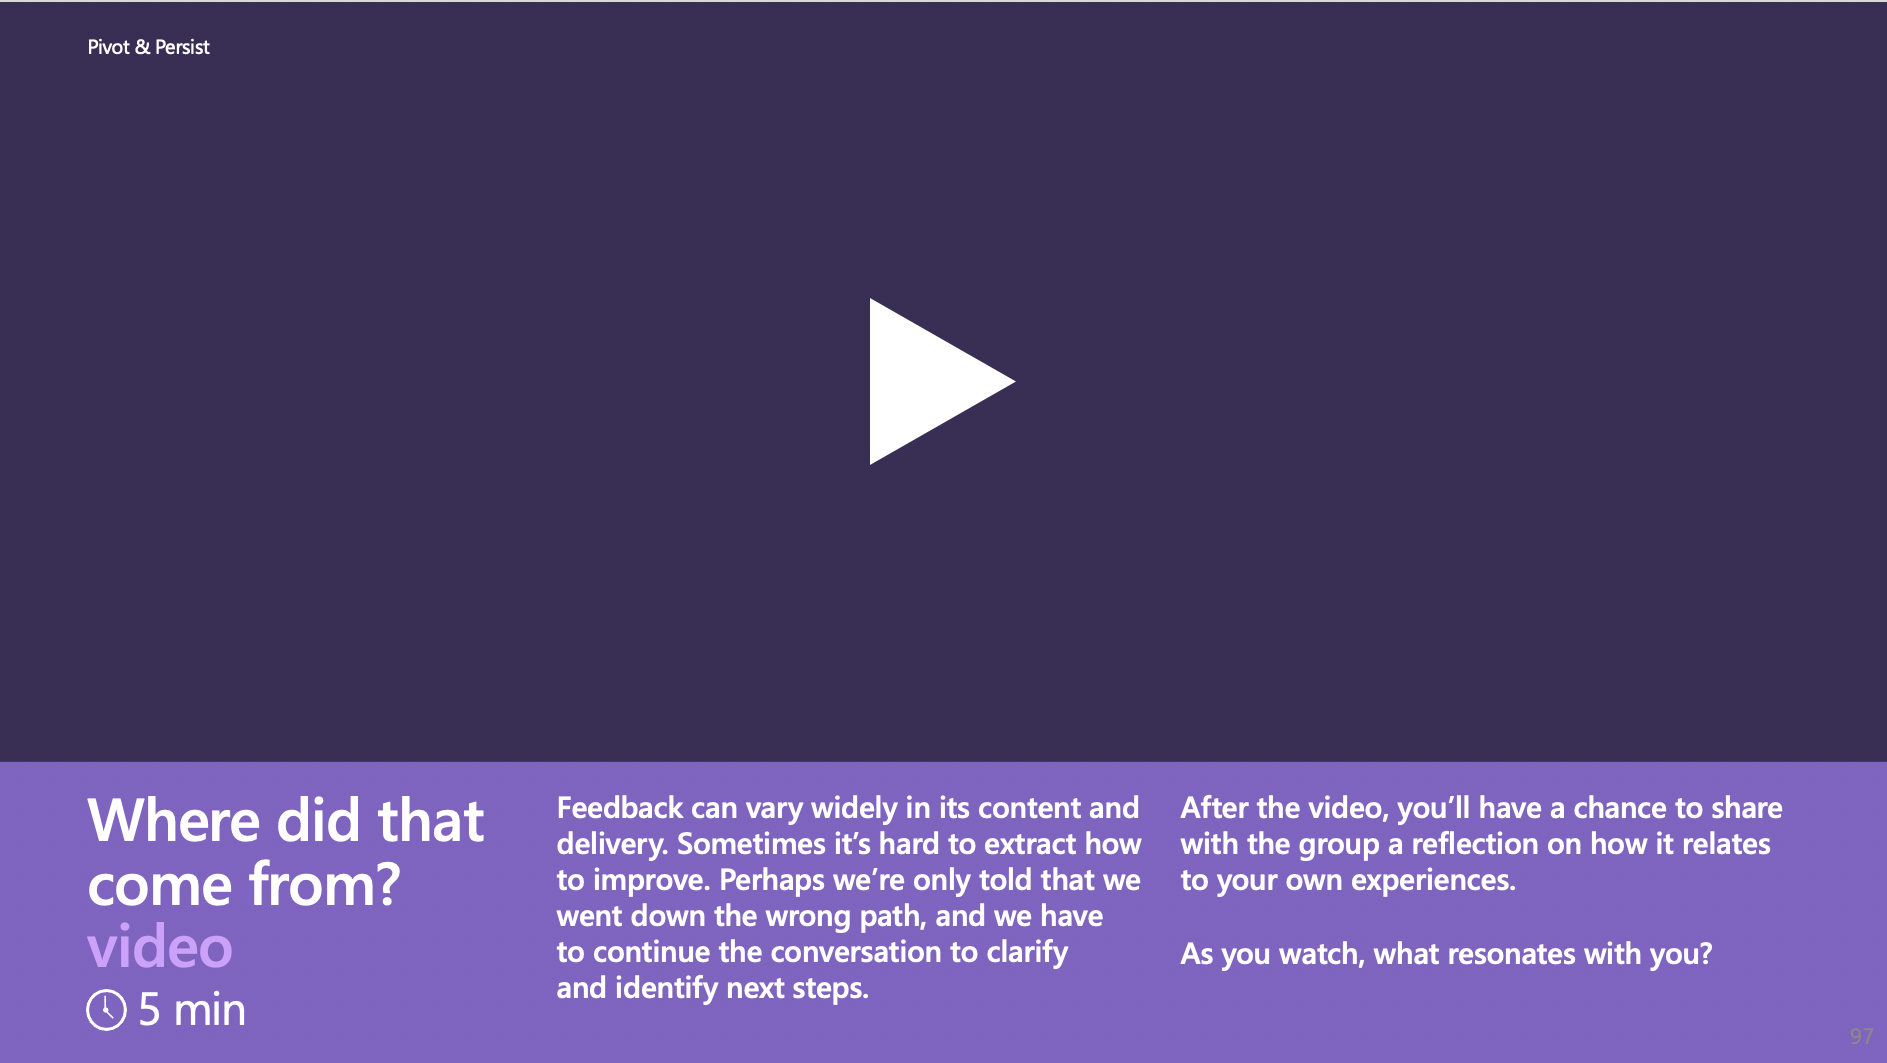 Pivot & Persist
Where did that
come from?
video
5 min
Feedback can vary widely in its content and
delivery. Sometimes it’s hard to extract how
to improve. Perhaps we’re only told that we
went down the wrong path, and we have
to continue the conversation to clarify
and identify next steps.
After the video, you’ll have a chance to share
with the group a reflection on how it relates
to your own experiences.
As you watch, what resonates with you?
97